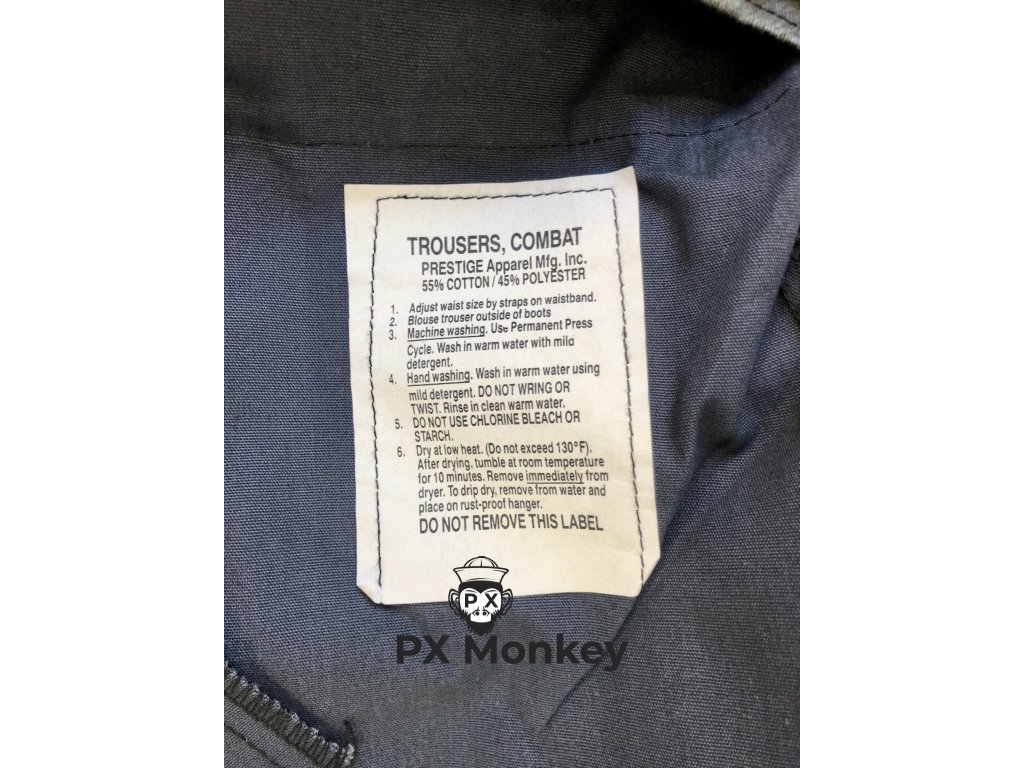 TROUSERS, COMBAT
PRESTIGE Apparel Mfg. Inc.
55% COTTON / 45% POLYESTER
1. Adjust waist size by straps on waistband.
2. Blouse trouser outside of boots
3. Machine washing. Use Permanent Press
Cycle. Wash in warm water with mild
detergent.
4. Hand washing. Wash in warm water using
mild detergent. DO NOT WRING OR
TWIST. Rinse in clean warm water.
5. DO NOT USE CHLORINE BLEACH OR
STARCH.
6. Dry at low heat. (Do not exceed 130°F).
After drying, tumble at room temperature
for 10 minutes. Remove immediately from
dryer. To drip dry, remove from water and
place on rust-proof hanger.
DO NOT REMOVE THIS LABEL
PX
PX Monkey